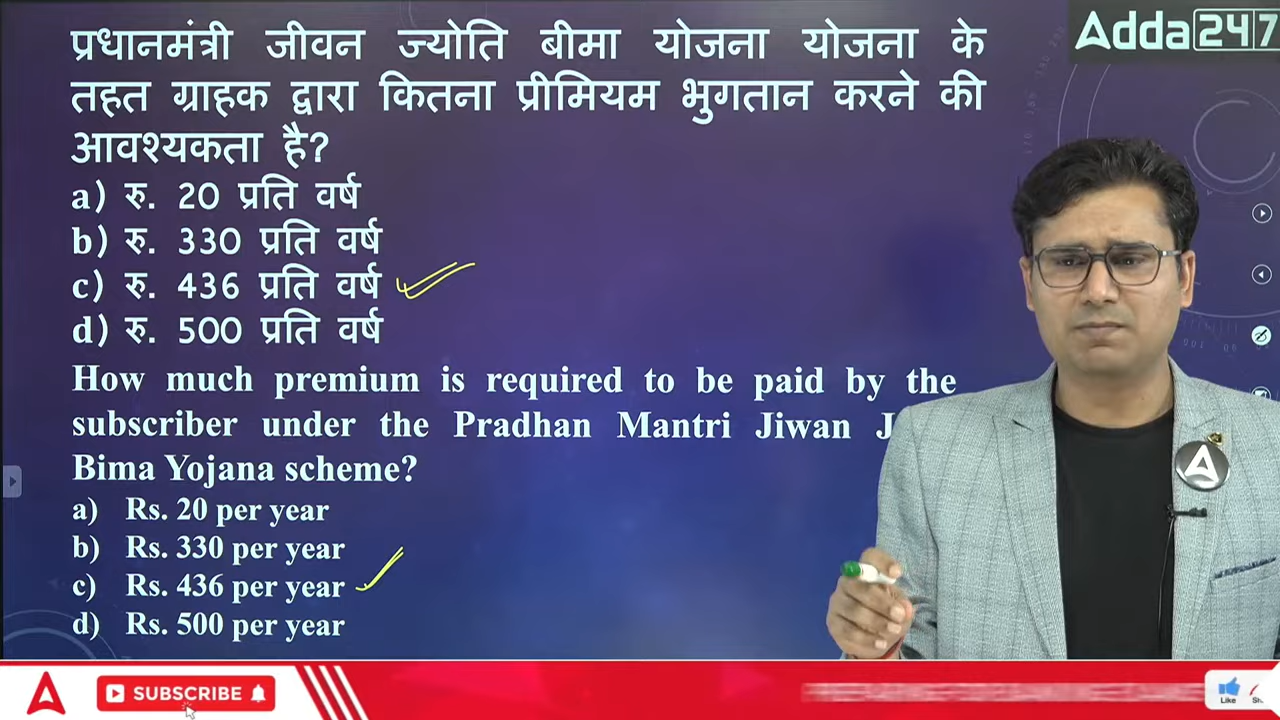 प्रधानमंत्री जीवन ज्योति बीमा योजना योजना के
तहत ग्राहक द्वारा कितना प्रीमियम भुगतान करने की
आवश्यकता है?
a) रु. 20 प्रति वर्ष
b) रु. 330 प्रति वर्ष
c) रु. 436 प्रति वर्ष
d) रु. 500 प्रति वर्ष
How much premium is required to be paid by the
subscriber under the Pradhan Mantri Jiwan
Bima Yojana scheme?
a) Rs. 20 per year
b) Rs. 330 per year
c) Rs. 436 per year
d) Rs. 500 per year
Adda247
SUBSCRIBE
Like